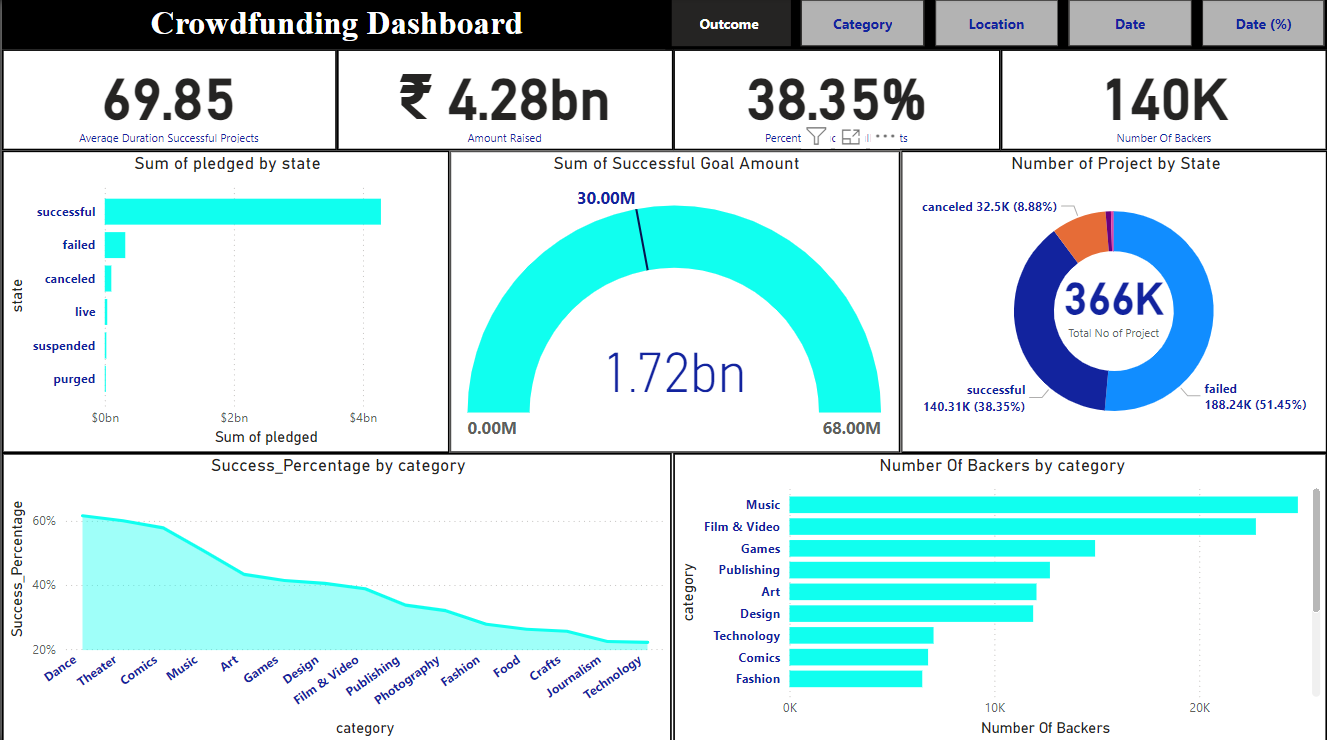 Crowdfunding Dashboard
Outcome
Category
Location
Date
Date (%)
69.85
Average Duration Successful Projects
₹ 4.28bn
Amount Raised
38.35%
Percent
ts
140K
Number Of Backers
Sum of pledged by state
state
successful
failed
canceled
live
suspended
purged
$0bn
$2bn
$4bn
Sum of pledged
Sum of Successful Goal Amount
30.00M
1.72bn
0.00M
68.00M
Number of Project by State
canceled 32.5K (8.88%)
366K
Total No of Project
successful
140.31K (38.35%)
failed
188.24K (51.45%)
Success_Percentage by category
Success_Percentage
60%
40%
20%
Dance
Theater
Comics
Music
Art
Games
Design
Film & Video
Publishing
Photography
Fashion
Food
Crafts
Journalism
Technology
category
Number Of Backers by category
category
Music
Film & Video
Games
Publishing
Art
Design
Technology
Comics
Fashion
0K
10K
20K
Number Of Backers